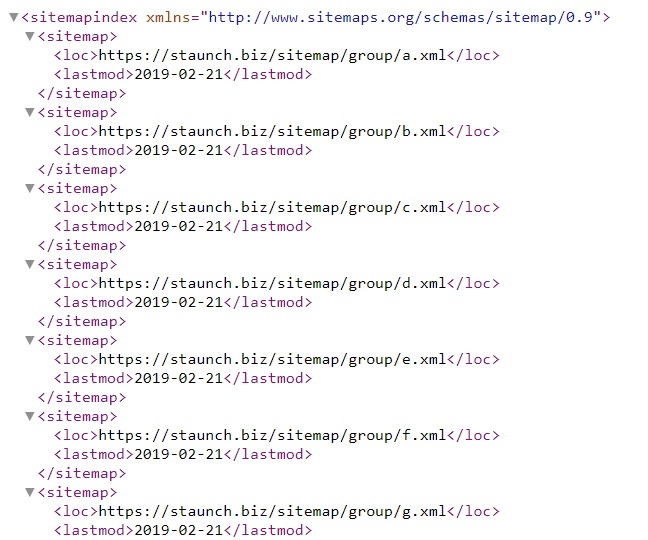 <sitemapindex xmlns="http://www.sitemaps.org/schemas/sitemap/0.9">
<sitemap>
<loc>https://staunch.biz/sitemap/group/a.xml</loc>
<lastmod>2019-02-21</lastmod>
</sitemap>
<sitemap>
<loc>https://staunch.biz/sitemap/group/b.xml</loc>
<lastmod>2019-02-21</lastmod>
</sitemap>
<sitemap>
<loc>https://staunch.biz/sitemap/group/c.xml</loc>
<lastmod>2019-02-21</lastmod>
</sitemap>
<sitemap>
<loc>https://staunch.biz/sitemap/group/d.xml</loc>
<lastmod>2019-02-21</lastmod>
</sitemap>
<sitemap>
<loc>https://staunch.biz/sitemap/group/e.xml</loc>
<lastmod>2019-02-21</lastmod>
</sitemap>
<sitemap>
<loc>https://staunch.biz/sitemap/group/f.xml</loc>
<lastmod>2019-02-21</lastmod>
</sitemap>
<sitemap>
<loc>https://staunch.biz/sitemap/group/g.xml</loc>
<lastmod>2019-02-21</lastmod>